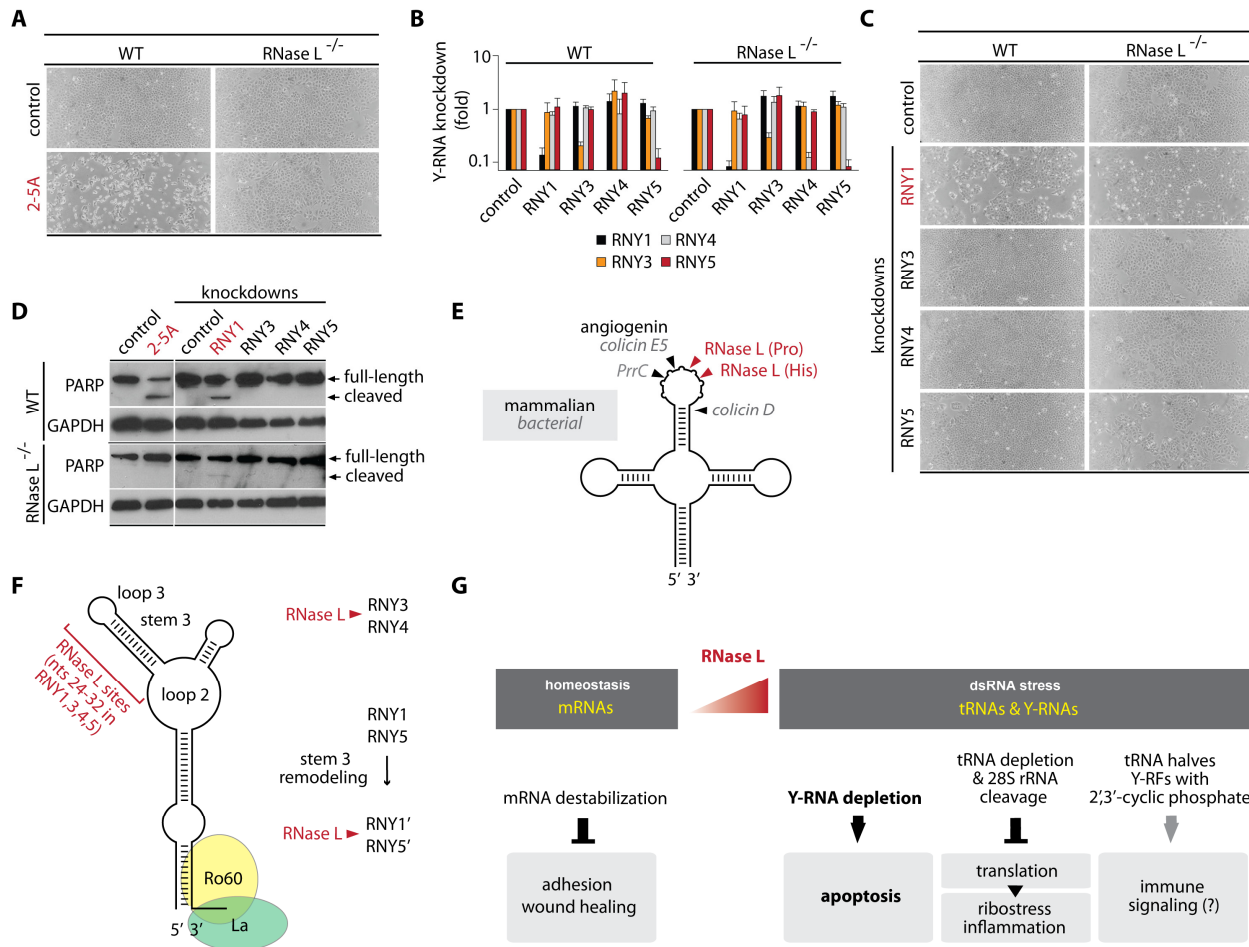 A
WT
RNase L -/-
control
2-5A
B
WT
RNase L -/-
Y-RNA knockdown
(fold)
10
1
0.1
control
RNY1
RNY3
RNY4
RNY5
control
RNY1
RNY3
RNY4
RNY5
RNY1
RNY4
RNY3
RNY5
C
WT
RNase L -/-
control
knockdowns
RNY1
RNY3
RNY4
RNY5
D
knockdowns
control
2-5A
control
RNY1
RNY3
RNY4
RNY5
WT
PARP
full-length
cleaved
GAPDH
RNase L -/-
PARP
full-length
cleaved
GAPDH
E
angiogenin
colicin E5
PrrC
RNase L (Pro)
RNase L (His)
colicin D
mammalian
bacterial
5' 3'
F
loop 3
stem 3
loop 2
RNase L sites
(nts 24-32 in
RNY1,3,4,5)
Ro60
La
5' 3'
RNase L
RNY3
RNY4
RNY1
RNY5
stem 3
remodeling
RNase L
RNY1'
RNY5'
G
RNase L
homeostasis
mRNAs
dsRNA stress
tRNAs & Y-RNAs
mRNA destabilization
adhesion
wound healing
Y-RNA depletion
apoptosis
tRNA depletion
& 28S rRNA
cleavage
translation
ribostress
inflammation
tRNA halves
Y-RFs with
2',3'-cyclic phosphate
immune
signaling (?)